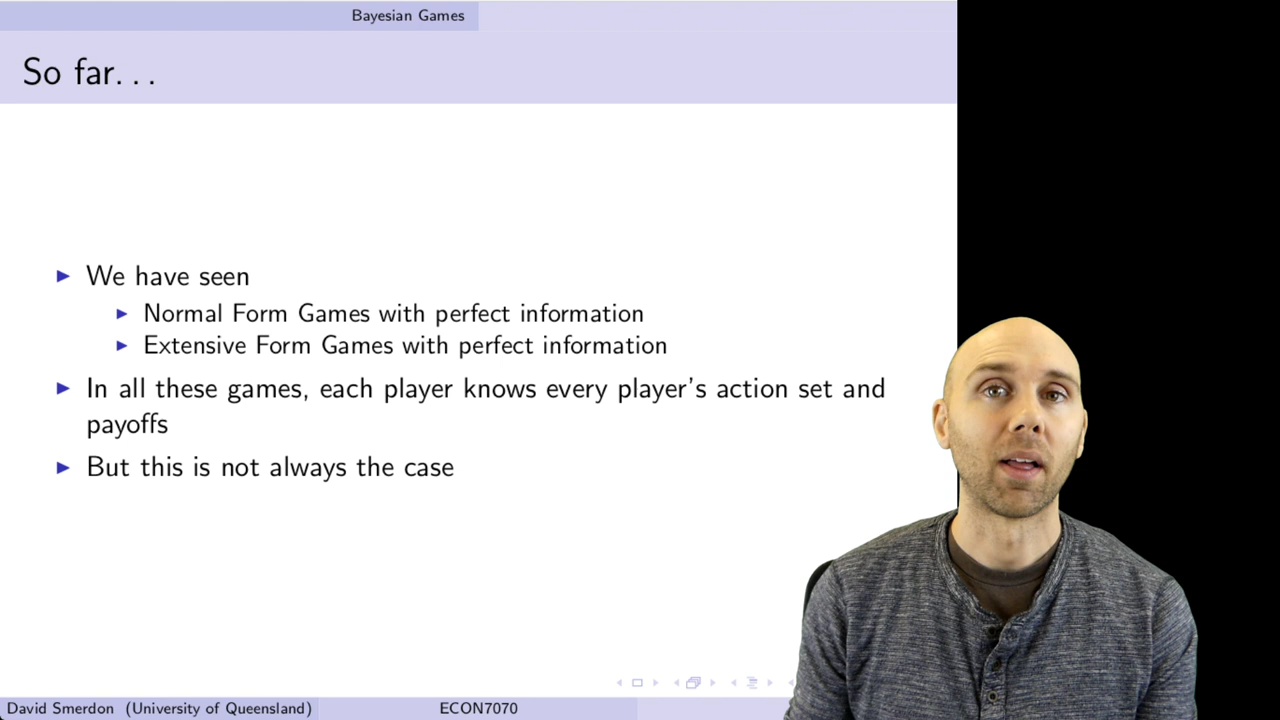 Bayesian Games
So far...
We have seen
Normal Form Games with perfect information
Extensive Form Games with perfect information
In all these games, each player knows every player's action set and
payoffs
But this is not always the case
David Smerdon (University of Queensland)
ECON7070